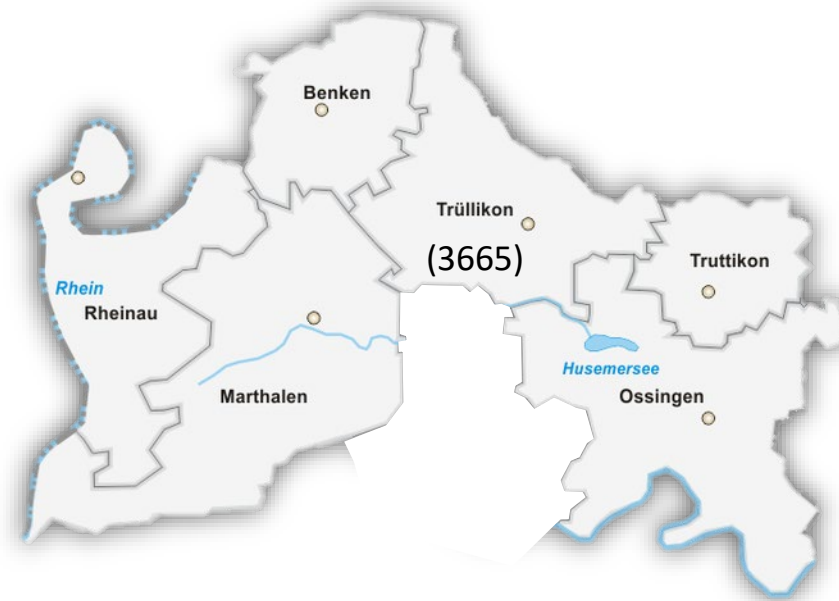 Benken
Trüllikon
(3665)
Truttikon
Rhein
Rheinau
Husemersee
Marthalen
Ossingen